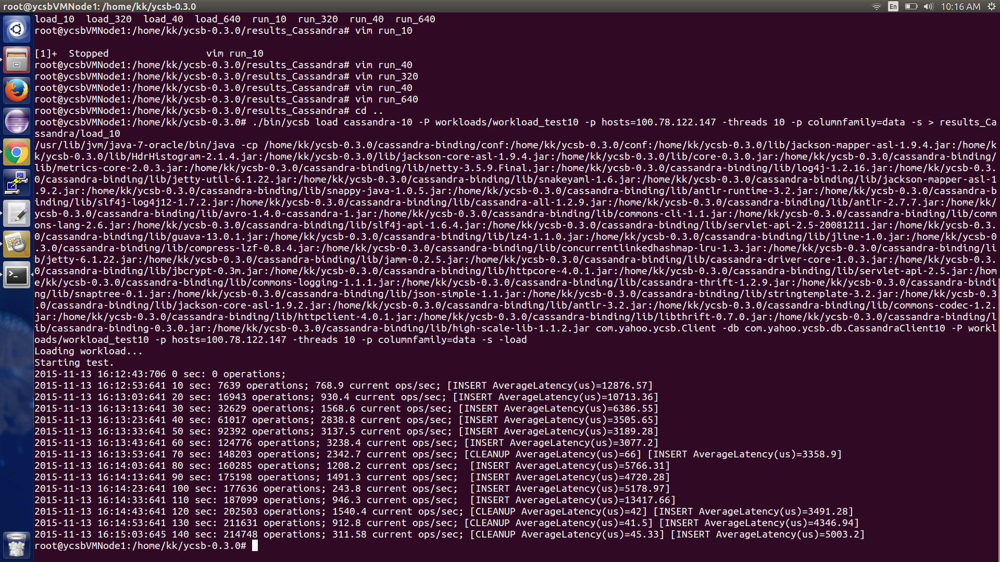 root@ycsbVMNode1: /home/kk/ycsb-0.3.0
En
10:16 AM
load_10  load_320  load_40  load_640  run_10  run_320  run_40  run_640
root@ycsbVMNode1:/home/kk/ycsb-0.3.0/results_Cassandra# vim run_10
[1]+  Stopped                 vim run_10
root@ycsbVMNode1:/home/kk/ycsb-0.3.0/results_Cassandra# vim run_40
root@ycsbVMNode1:/home/kk/ycsb-0.3.0/results_Cassandra# vim run_320
root@ycsbVMNode1:/home/kk/ycsb-0.3.0/results_Cassandra# vim run_40
root@ycsbVMNode1:/home/kk/ycsb-0.3.0/results_Cassandra# vim run_640
root@ycsbVMNode1:/home/kk/ycsb-0.3.0/results_Cassandra# cd ..
root@ycsbVMNode1:/home/kk/ycsb-0.3.0# ./bin/ycsb load cassandra-10 -P workloads/workload_test10 -p hosts=100.78.122.147 -threads 10 -p columnfamily=data -s > results_Ca
ssandra/load_10
/usr/lib/jvm/java-7-oracle/bin/java -cp /home/kk/ycsb-0.3.0/cassandra-binding/conf:/home/kk/ycsb-0.3.0/conf:/home/kk/ycsb-0.3.0/lib/jackson-mapper-asl-1.9.4.jar:/home/k
k/ycsb-0.3.0/lib/HdrHistogram-2.1.4.jar:/home/kk/ycsb-0.3.0/lib/jackson-core-asl-1.9.4.jar:/home/kk/ycsb-0.3.0/lib/core-0.3.0.jar:/home/kk/ycsb-0.3.0/cassandra-binding/
lib/metrics-core-2.0.3.jar:/home/kk/ycsb-0.3.0/cassandra-binding/lib/netty-3.5.9.Final.jar:/home/kk/ycsb-0.3.0/cassandra-binding/lib/log4j-1.2.16.jar:/home/kk/ycsb-0.3.
0/cassandra-binding/lib/jetty-util-6.1.22.jar:/home/kk/ycsb-0.3.0/cassandra-binding/lib/snakeyaml-1.6.jar:/home/kk/ycsb-0.3.0/cassandra-binding/lib/jackson-mapper-asl-1
.9.2.jar:/home/kk/ycsb-0.3.0/cassandra-binding/lib/snappy-java-1.0.5.jar:/home/kk/ycsb-0.3.0/cassandra-binding/lib/antlr-runtime-3.2.jar:/home/kk/ycsb-0.3.0/cassandra-b
inding/lib/slf4j-log4j12-1.7.2.jar:/home/kk/ycsb-0.3.0/cassandra-binding/lib/cassandra-all-1.2.9.jar:/home/kk/ycsb-0.3.0/cassandra-binding/lib/antlr-2.7.7.jar:/home/kk/
ycsb-0.3.0/cassandra-binding/lib/avro-1.4.0-cassandra-1.jar:/home/kk/ycsb-0.3.0/cassandra-binding/lib/commons-cli-1.1.jar:/home/kk/ycsb-0.3.0/cassandra-binding/lib/comm
ons-lang-2.6.jar:/home/kk/ycsb-0.3.0/cassandra-binding/lib/slf4j-api-1.6.4.jar:/home/kk/ycsb-0.3.0/cassandra-binding/lib/servlet-api-2.5-20081211.jar:/home/kk/ycsb-0.3.
0/cassandra-binding/lib/guava-13.0.1.jar:/home/kk/ycsb-0.3.0/cassandra-binding/lib/lz4-1.1.0.jar:/home/kk/ycsb-0.3.0/cassandra-binding/lib/jline-1.0.jar:/home/kk/ycsb-0
.3.0/cassandra-binding/lib/compress-lzf-0.8.4.jar:/home/kk/ycsb-0.3.0/cassandra-binding/lib/concurrentlinkedhashmap-lru-1.3.jar:/home/kk/ycsb-0.3.0/cassandra-binding/li
b/jetty-6.1.22.jar:/home/kk/ycsb-0.3.0/cassandra-binding/lib/jamm-0.2.5.jar:/home/kk/ycsb-0.3.0/cassandra-binding/lib/cassandra-driver-core-1.0.3.jar:/home/kk/ycsb-0.3.
0/cassandra-binding/lib/jbcrypt-0.3m.jar:/home/kk/ycsb-0.3.0/cassandra-binding/lib/httpcore-4.0.1.jar:/home/kk/ycsb-0.3.0/cassandra-binding/lib/servlet-api-2.5.jar:/hom
e/kk/ycsb-0.3.0/cassandra-binding/lib/commons-logging-1.1.1.jar:/home/kk/ycsb-0.3.0/cassandra-binding/lib/cassandra-thrift-1.2.9.jar:/home/kk/ycsb-0.3.0/cassandra-bindi
ng/lib/snaptree-0.1.jar:/home/kk/ycsb-0.3.0/cassandra-binding/lib/json-simple-1.1.jar:/home/kk/ycsb-0.3.0/cassandra-binding/lib/stringtemplate-3.2.jar:/home/kk/ycsb-0.3
.0/cassandra-binding/lib/jackson-core-asl-1.9.2.jar:/home/kk/ycsb-0.3.0/cassandra-binding/lib/antlr-3.2.jar:/home/kk/ycsb-0.3.0/cassandra-binding/lib/commons-codec-1.2.
jar:/home/kk/ycsb-0.3.0/cassandra-binding/lib/httpclient-4.0.1.jar:/home/kk/ycsb-0.3.0/cassandra-binding/lib/libthrift-0.7.0.jar:/home/kk/ycsb-0.3.0/cassandra-binding/l
ib/cassandra-binding-0.3.0.jar:/home/kk/ycsb-0.3.0/cassandra-binding/lib/high-scale-lib-1.1.2.jar com.yahoo.ycsb.Client -db com.yahoo.ycsb.db.CassandraClient10 -P workl
oads/workload_test10 -p hosts=100.78.122.147 -threads 10 -p columnfamily=data -s -load
Loading workload...
Starting test.
2015-11-13 16:12:43:706 0 sec: 0 operations;
2015-11-13 16:12:53:641 10 sec: 7639 operations; 768.9 current ops/sec; [INSERT AverageLatency(us)=12876.57]
2015-11-13 16:13:03:641 20 sec: 16943 operations; 930.4 current ops/sec; [INSERT AverageLatency(us)=10713.36]
2015-11-13 16:13:13:641 30 sec: 32629 operations; 1568.6 current ops/sec; [INSERT AverageLatency(us)=6386.55]
2015-11-13 16:13:23:641 40 sec: 61017 operations; 2838.8 current ops/sec; [INSERT AverageLatency(us)=3505.65]
2015-11-13 16:13:33:641 50 sec: 92392 operations; 3137.5 current ops/sec; [INSERT AverageLatency(us)=3189.28]
2015-11-13 16:13:43:641 60 sec: 124776 operations; 3238.4 current ops/sec; [INSERT AverageLatency(us)=3077.2]
2015-11-13 16:13:53:641 70 sec: 148203 operations; 2342.7 current ops/sec; [CLEANUP AverageLatency(us)=66] [INSERT AverageLatency(us)=3358.9]
2015-11-13 16:14:03:641 80 sec: 160285 operations; 1208.2 current ops/sec;  [INSERT AverageLatency(us)=5766.31]
2015-11-13 16:14:13:641 90 sec: 175198 operations; 1491.3 current ops/sec;  [INSERT AverageLatency(us)=4720.28]
2015-11-13 16:14:23:641 100 sec: 177636 operations; 243.8 current ops/sec;  [INSERT AverageLatency(us)=5178.97]
2015-11-13 16:14:33:641 110 sec: 187099 operations; 946.3 current ops/sec;  [INSERT AverageLatency(us)=13417.66]
2015-11-13 16:14:43:641 120 sec: 202503 operations; 1540.4 current ops/sec; [CLEANUP AverageLatency(us)=42] [INSERT AverageLatency(us)=3491.28]
2015-11-13 16:14:53:641 130 sec: 211631 operations; 912.8 current ops/sec; [CLEANUP AverageLatency(us)=41.5] [INSERT AverageLatency(us)=4346.94]
2015-11-13 16:15:03:645 140 sec: 214748 operations; 311.58 current ops/sec; [CLEANUP AverageLatency(us)=45.33] [INSERT AverageLatency(us)=5003.2]
root@ycsbVMNode1:/home/kk/ycsb-0.3.0#